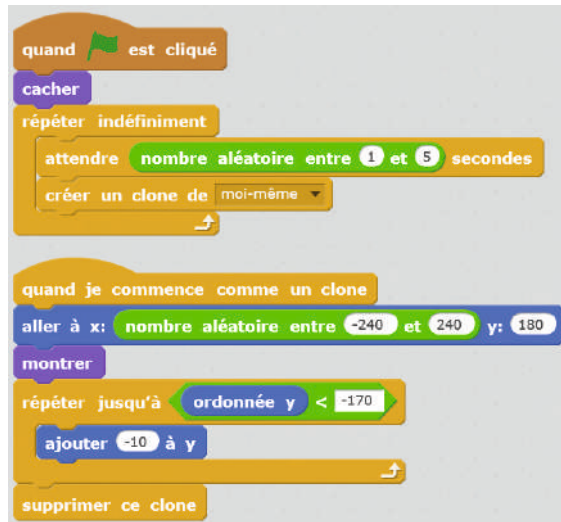 quand est cliqué
cacher
répéter indéfiniment
attendre nombre aléatoire entre 1 et 5 secondes
créer un clone de moi-même
quand je commence comme un clone
aller à x: nombre aléatoire entre -240 et 240 y: 180
montrer
répéter jusqu'à ordonnée y < -170
ajouter -10 à y
supprimer ce clone